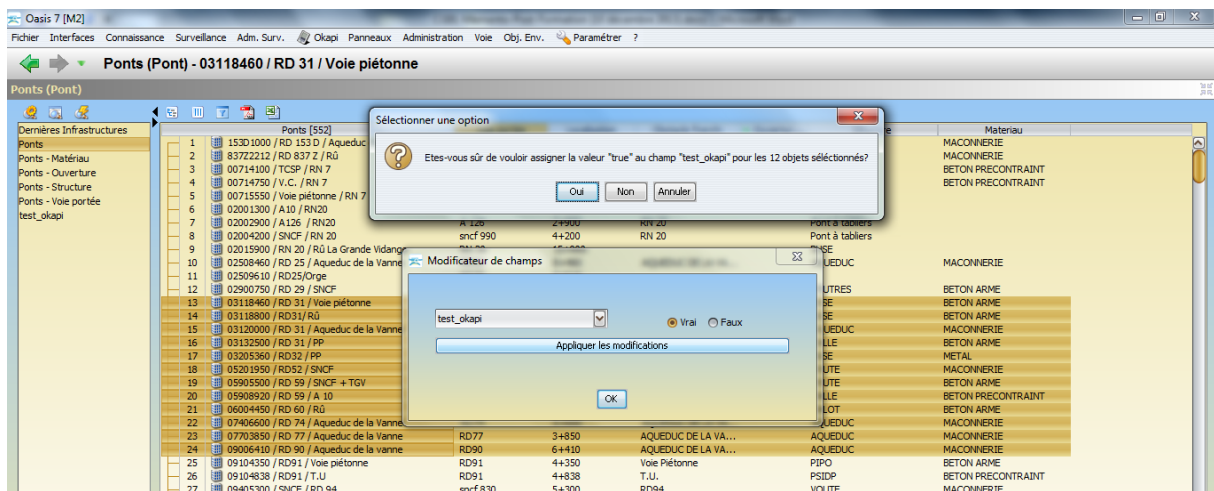 Oasis 7 [M2]
Fichier Interfaces Connaissance Surveillance Adm. Surv. Okapi Panneaux Administration Voie Obj. Env. Paramétrer ?
Ponts (Pont) - 03118460 / RD 31 / Voie piétonne
Ponts (Pont)
Dernières Infrastructures
Ponts
Ponts - Matériau
Ponts - Ouverture
Ponts - Structure
Ponts - Voie portée
test_okapi
Ponts [552] Materiau
1 153D1000 / RD 153 D / Aqueduc MACONNERIE
2 837Z2212 / RD 837 Z / Rû MACONNERIE
3 00714100 / TCSP / RN 7 BETON PRECONTRAINT
4 00714750 / V.C. / RN 7 BETON PRECONTRAINT
5 00715550 / Voie piétonne / RN 7
6 02001300 / A10 / RN20
7 02002900 / A126 / RN20 A 126 2+900 RN 20 Pont à tabliers
8 02004200 / SNCF / RN 20 sncf 990 4+200 RN 20 Pont à tabliers
9 02015900 / RN 20 / Rû La Grande Vidange
10 02508460 / RD 25 / Aqueduc de la Vanne MACONNERIE
11 02509610 / RD25/Orge
12 02900750 / RD 29 / SNCF BETON ARME
13 03118460 / RD 31 / Voie piétonne BETON ARME
14 03118800 / RD31/ Rû BETON ARME
15 03120000 / RD 31 / Aqueduc de la Vanne MACONNERIE
16 03132500 / RD 31 / PP BETON ARME
17 03205360 / RD32 / PP METAL
18 05201950 / RD52 / SNCF MACONNERIE
19 05905500 / RD 59 / SNCF + TGV BETON ARME
20 05908920 / RD 59 / A 10 BETON PRECONTRAINT
21 06004450 / RD 60 / Rû BETON ARME
22 07406600 / RD 74 / Aqueduc de la Vanne MACONNERIE
23 07703850 / RD 77 / Aqueduc de la Vanne RD77 3+850 AQUEDUC DE LA VA... AQUEDUC MACONNERIE
24 09006410 / RD 90 / Aqueduc de la vanne RD90 6+410 AQUEDUC DE LA VA... AQUEDUC MACONNERIE
25 09104350 / RD91 / Voie piétonne RD91 4+350 Voie Piétonne PIPO BETON ARME
26 09104838 / RD91 / T.U RD91 4+838 T.U. PSIDP BETON PRECONTRAINT
27 09405300 / SNCF / RD 94 sncf 830 5+300 RD94 VOUTE MACONNERIE
Sélectionner une option
Etes-vous sûr de vouloir assigner la valeur "true" au champ "test_okapi" pour les 12 objets séléctionnés?
Oui Non Annuler
Modificateur de champs
test_okapi Vrai Faux
Appliquer les modifications
OK